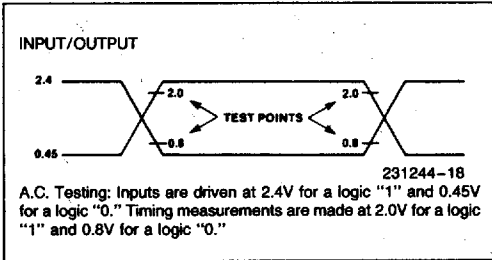 INPUT/OUTPUT
2.4
2.0
2.0
TEST POINTS
0.8
0.8
0.45
231244-18
A.C. Testing: Inputs are driven at 2.4V for a logic "1" and 0.45V
for a logic "0." Timing measurements are made at 2.0V for a logic
"1" and 0.8V for a logic "0."